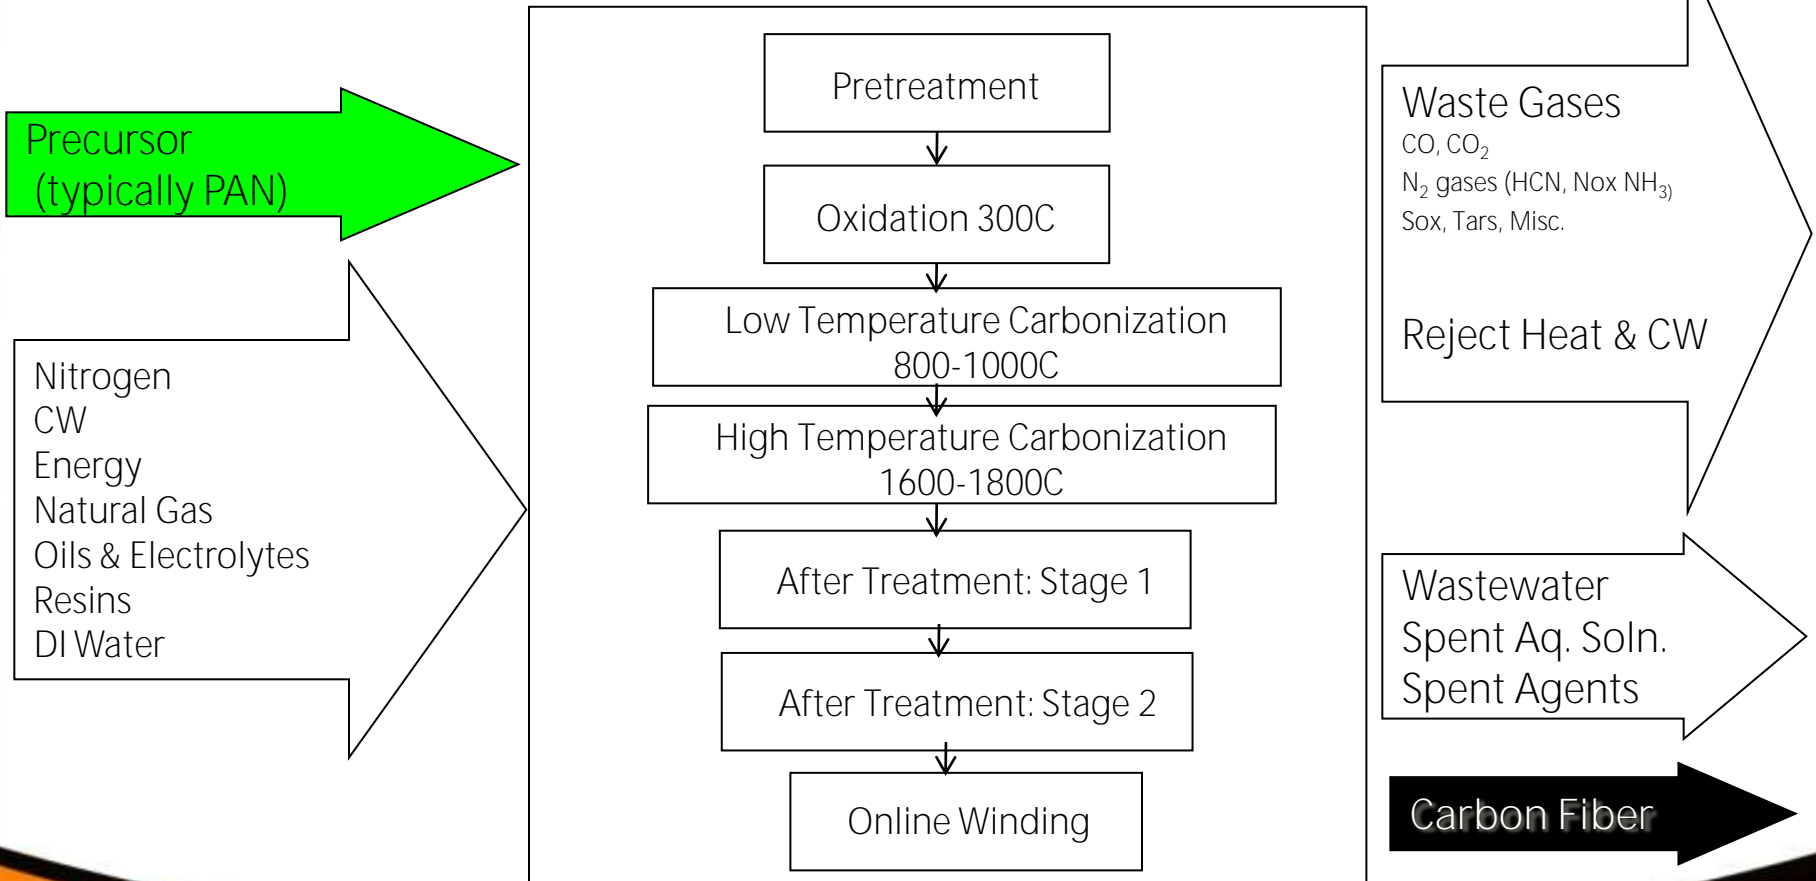 Precursor
(typically PAN)
Nitrogen
CW
Energy
Natural Gas
Oils & Electrolytes
Resins
DI Water
Pretreatment
Oxidation 300C
Low Temperature Carbonization
800-1000C
High Temperature Carbonization
1600-1800C
After Treatment: Stage 1
After Treatment: Stage 2
Online Winding
Waste Gases
CO, CO₂
N₂ gases (HCN, Nox NH₃)
Sox, Tars, Misc.
Reject Heat & CW
Wastewater
Spent Aq. Soln.
Spent Agents
Carbon Fiber